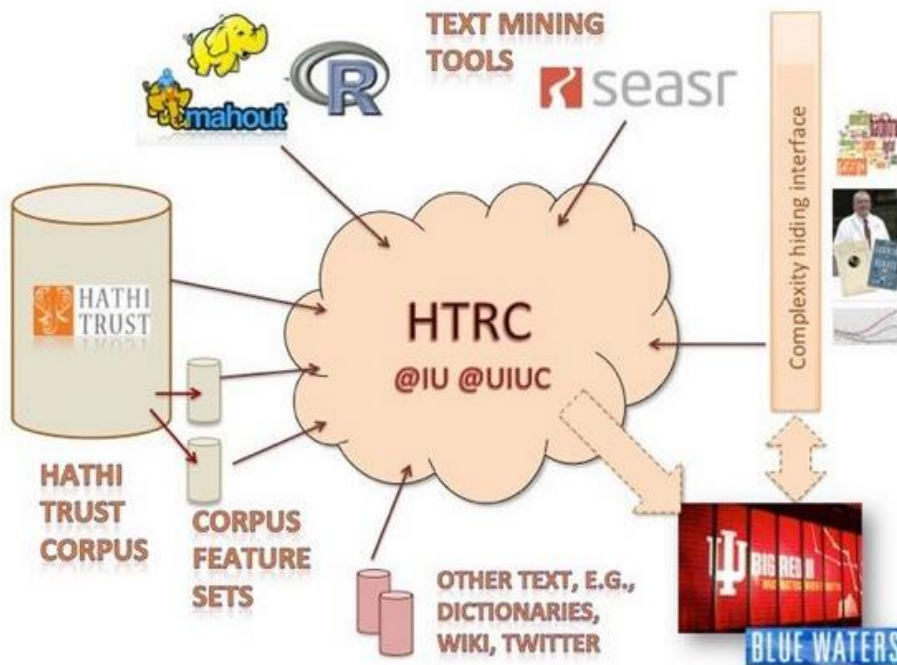 TEXT MINING
TOOLS
mahout
R
seasr
Complexity hiding interface
HATHI
TRUST
HTRC
@IU @UIUC
HATHI
TRUST
CORPUS
CORPUS
FEATURE
SETS
OTHER TEXT, E.G.,
DICTIONARIES,
WIKI, TWITTER
BIG RED II
BLUE WATERS